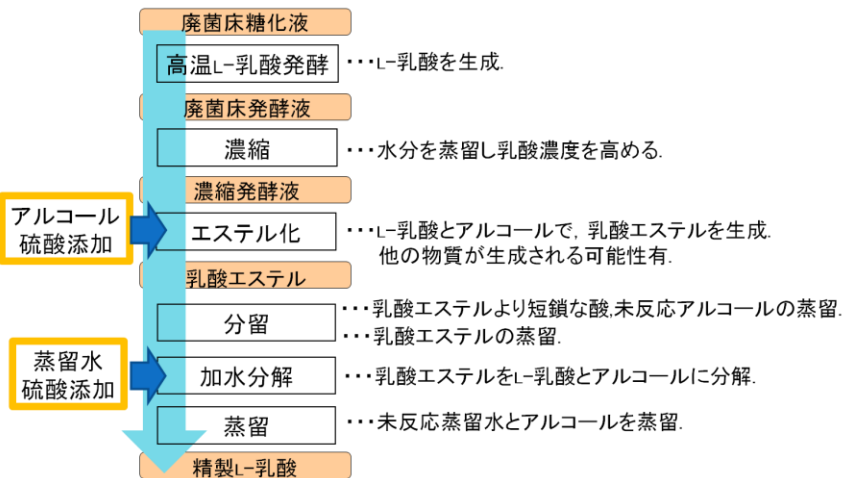 廃菌床糖化液
高温L-乳酸発酵
･･･L-乳酸を生成.
廃菌床発酵液
濃縮
･･･水分を蒸留し乳酸濃度を高める.
濃縮発酵液
アルコール
硫酸添加
エステル化
･･･L-乳酸とアルコールで, 乳酸エステルを生成.
他の物質が生成される可能性有.
乳酸エステル
分留
･･･乳酸エステルより短鎖な酸,未反応アルコールの蒸留.
･･･乳酸エステルの蒸留.
蒸留水
硫酸添加
加水分解
･･･乳酸エステルをL-乳酸とアルコールに分解.
蒸留
･･･未反応蒸留水とアルコールを蒸留.
精製L-乳酸